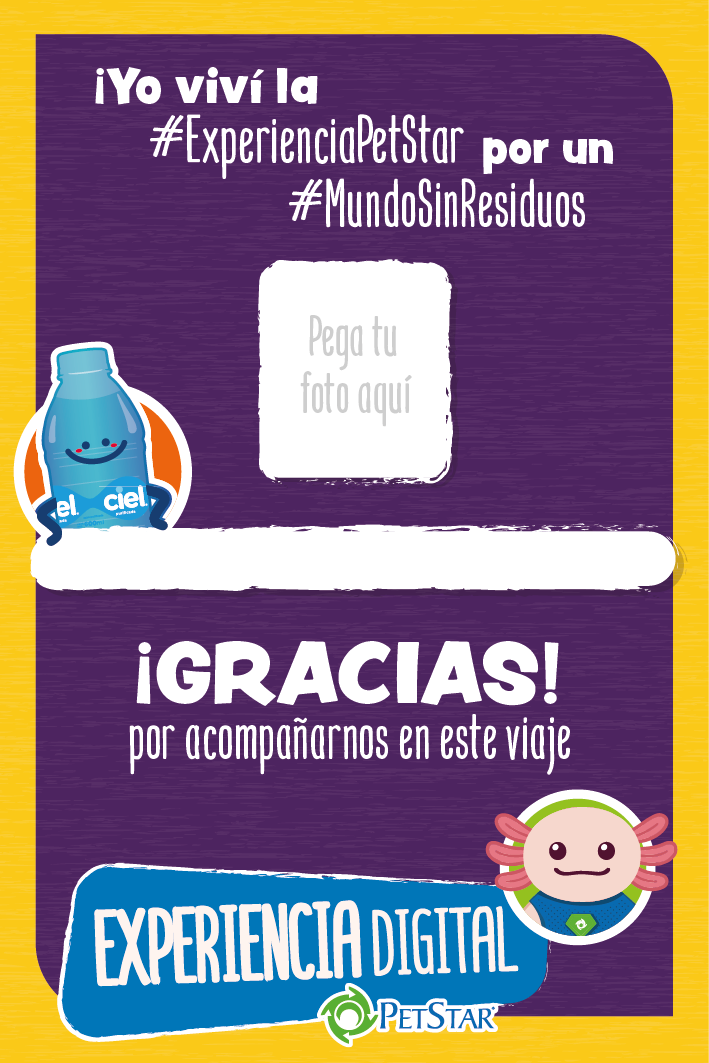 ¡Yo viví la
#ExperienciaPetStar por un
#MundoSinResiduos
Pega tu
foto aquí
el.
ciel.
¡GRACIAS!
por acompañarnos en este viaje
EXPERIENCIA DIGITAL
PETSTAR